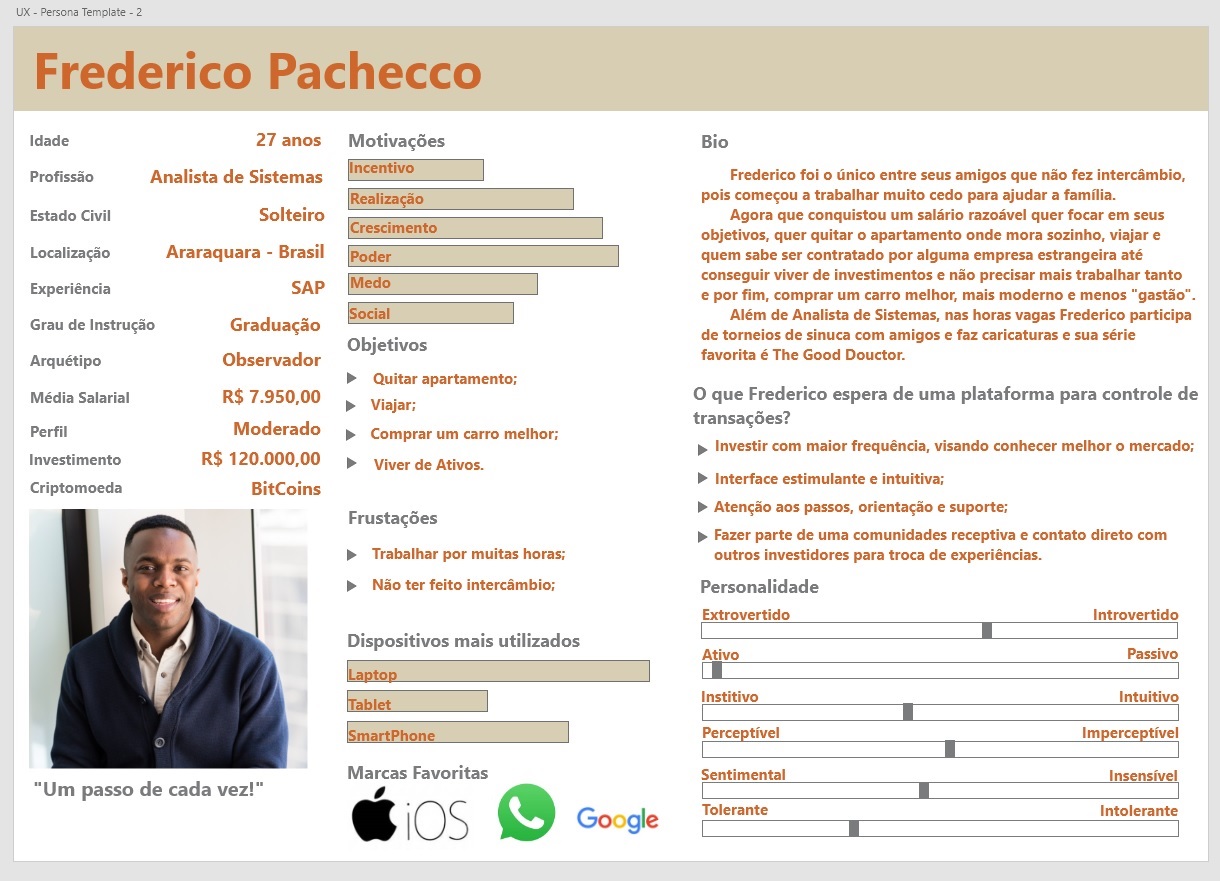 UX - Persona Template - 2
Frederico Pachecco
Idade 27 anos
Profissão Analista de Sistemas
Estado Civil Solteiro
Localização Araraquara - Brasil
Experiência SAP
Grau de Instrução Graduação
Arquétipo Observador
Média Salarial R$ 7.950,00
Perfil Moderado
Investimento R$ 120.000,00
Criptomoeda BitCoins
"Um passo de cada vez!"
Motivações
Incentivo
Realização
Crescimento
Poder
Medo
Social
Objetivos
Quitar apartamento;
Viajar;
Comprar um carro melhor;
Viver de Ativos.
Frustações
Trabalhar por muitas horas;
Não ter feito intercâmbio;
Dispositivos mais utilizados
Laptop
Tablet
SmartPhone
Marcas Favoritas
iOS
Google
Bio
Frederico foi o único entre seus amigos que não fez intercâmbio,
pois começou a trabalhar muito cedo para ajudar a família.
Agora que conquistou um salário razoável quer focar em seus
objetivos, quer quitar o apartamento onde mora sozinho, viajar e
quem sabe ser contratado por alguma empresa estrangeira até
conseguir viver de investimentos e não precisar mais trabalhar tanto
e por fim, comprar um carro melhor, mais moderno e menos "gastão".
Além de Analista de Sistemas, nas horas vagas Frederico participa
de torneios de sinuca com amigos e faz caricaturas e sua série
favorita é The Good Douctor.
O que Frederico espera de uma plataforma para controle de
transações?
Investir com maior frequência, visando conhecer melhor o mercado;
Interface estimulante e intuitiva;
Atenção aos passos, orientação e suporte;
Fazer parte de uma comunidades receptiva e contato direto com
outros investidores para troca de experiências.
Personalidade
Extrovertido Introvertido
Ativo Passivo
Institivo Intuitivo
Perceptível Imperceptível
Sentimental Insensível
Tolerante Intolerante